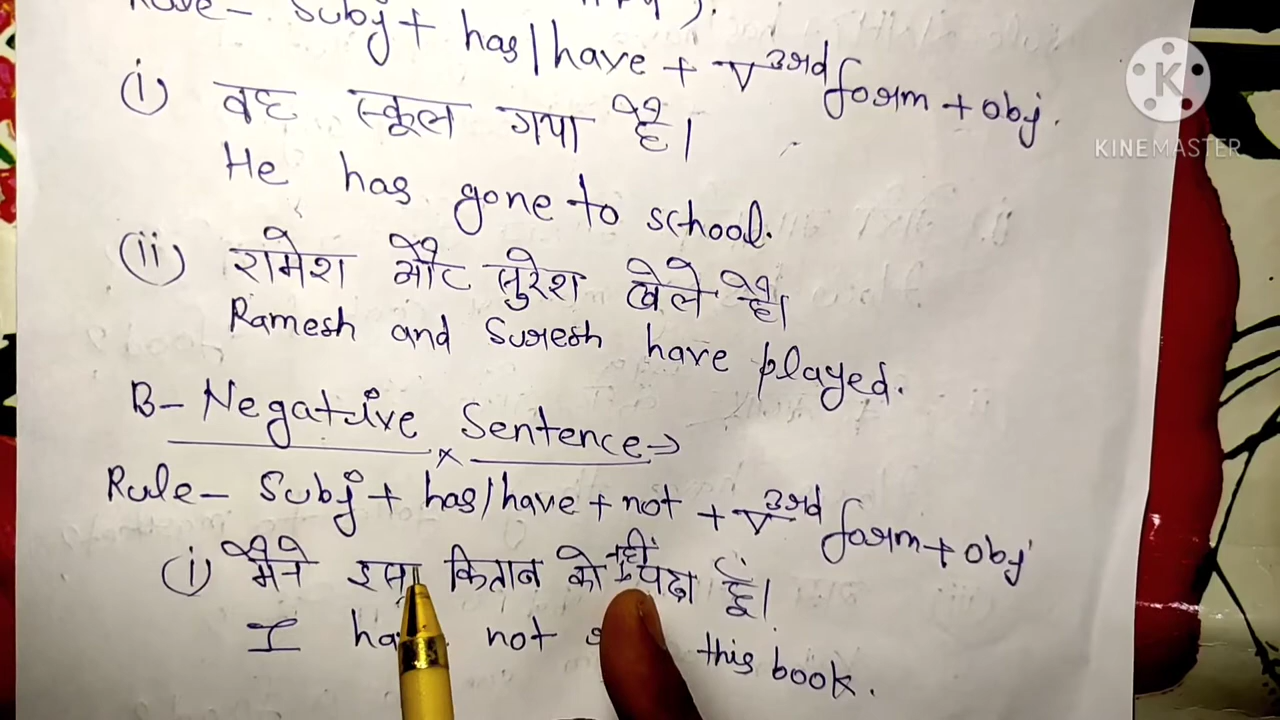 Rule- Subj + has/have + V 3rd form + obj.
K
KINEMASTER
(i) वह स्कूल गया है।
He has gone to school.
(ii) रामेश और सुरेश खेले है।
Ramesh and Suresh have played.
B- Negative Sentence →
Rule- Subj + has/have + not + V 3rd form + obj
(i) मैने इस किताब को नहीं पढा हूँ।
I not this book.